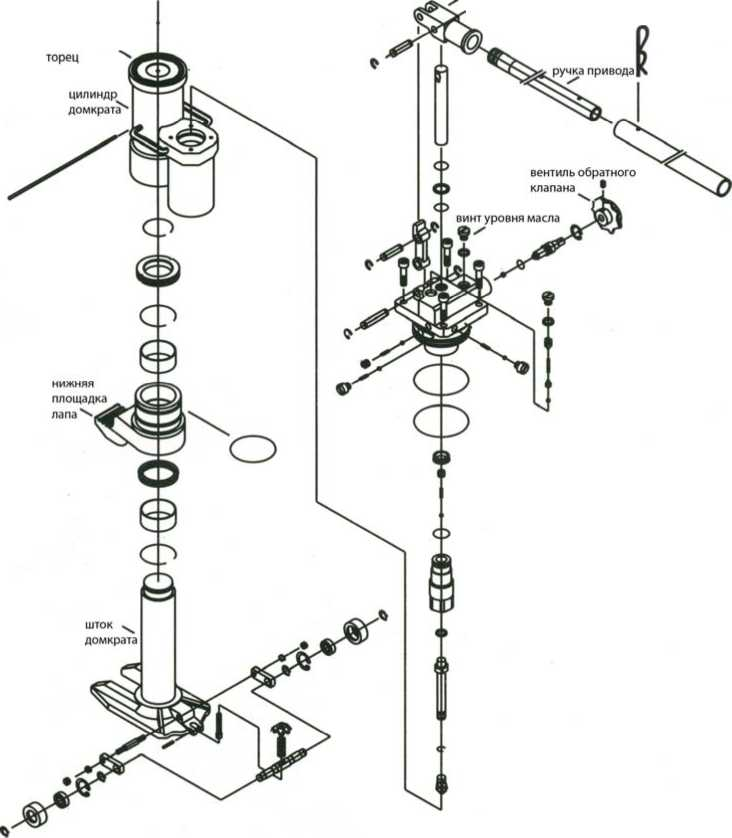 торец
цилиндр
домкрата
ручка привода
вентиль обратного
клапана
винт уровня масла
нижняя
площадка
лапа
шток
домкрата